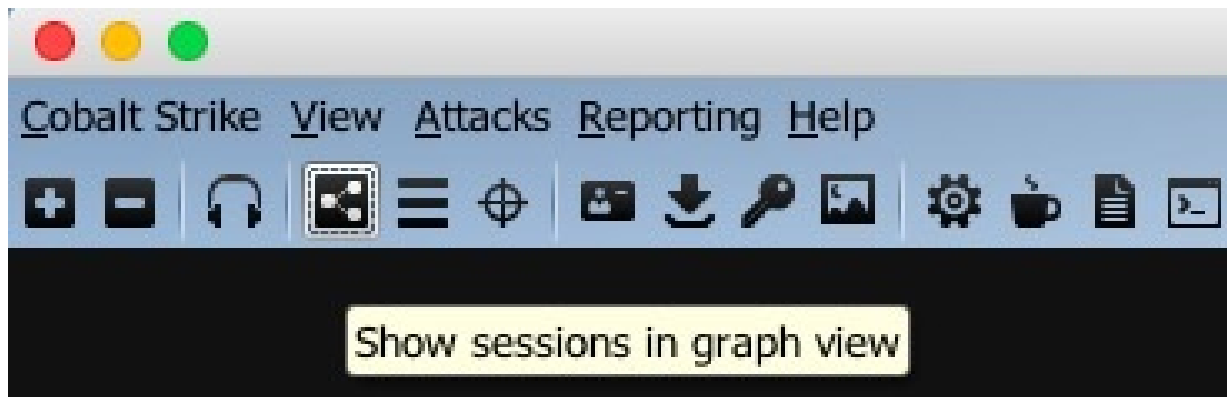 Cobalt Strike View Attacks Reporting Help
Show sessions in graph view